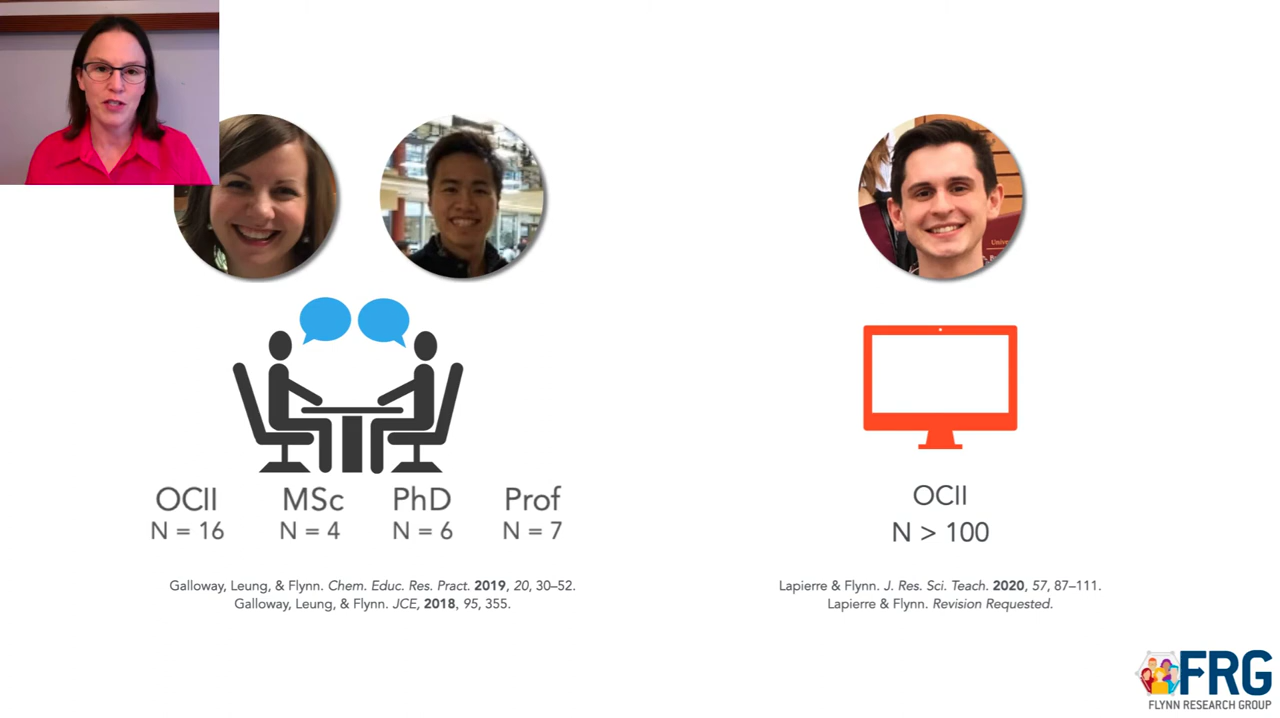 OCII MSc PhD Prof
N = 16 N = 4 N = 6 N = 7
Galloway, Leung, & Flynn. Chem. Educ. Res. Pract. 2019, 20, 30–52.
Galloway, Leung, & Flynn. JCE, 2018, 95, 355.
OCII
N > 100
Lapierre & Flynn. J. Res. Sci. Teach. 2020, 57, 87–111.
Lapierre & Flynn. Revision Requested.
FRG
FLYNN RESEARCH GROUP